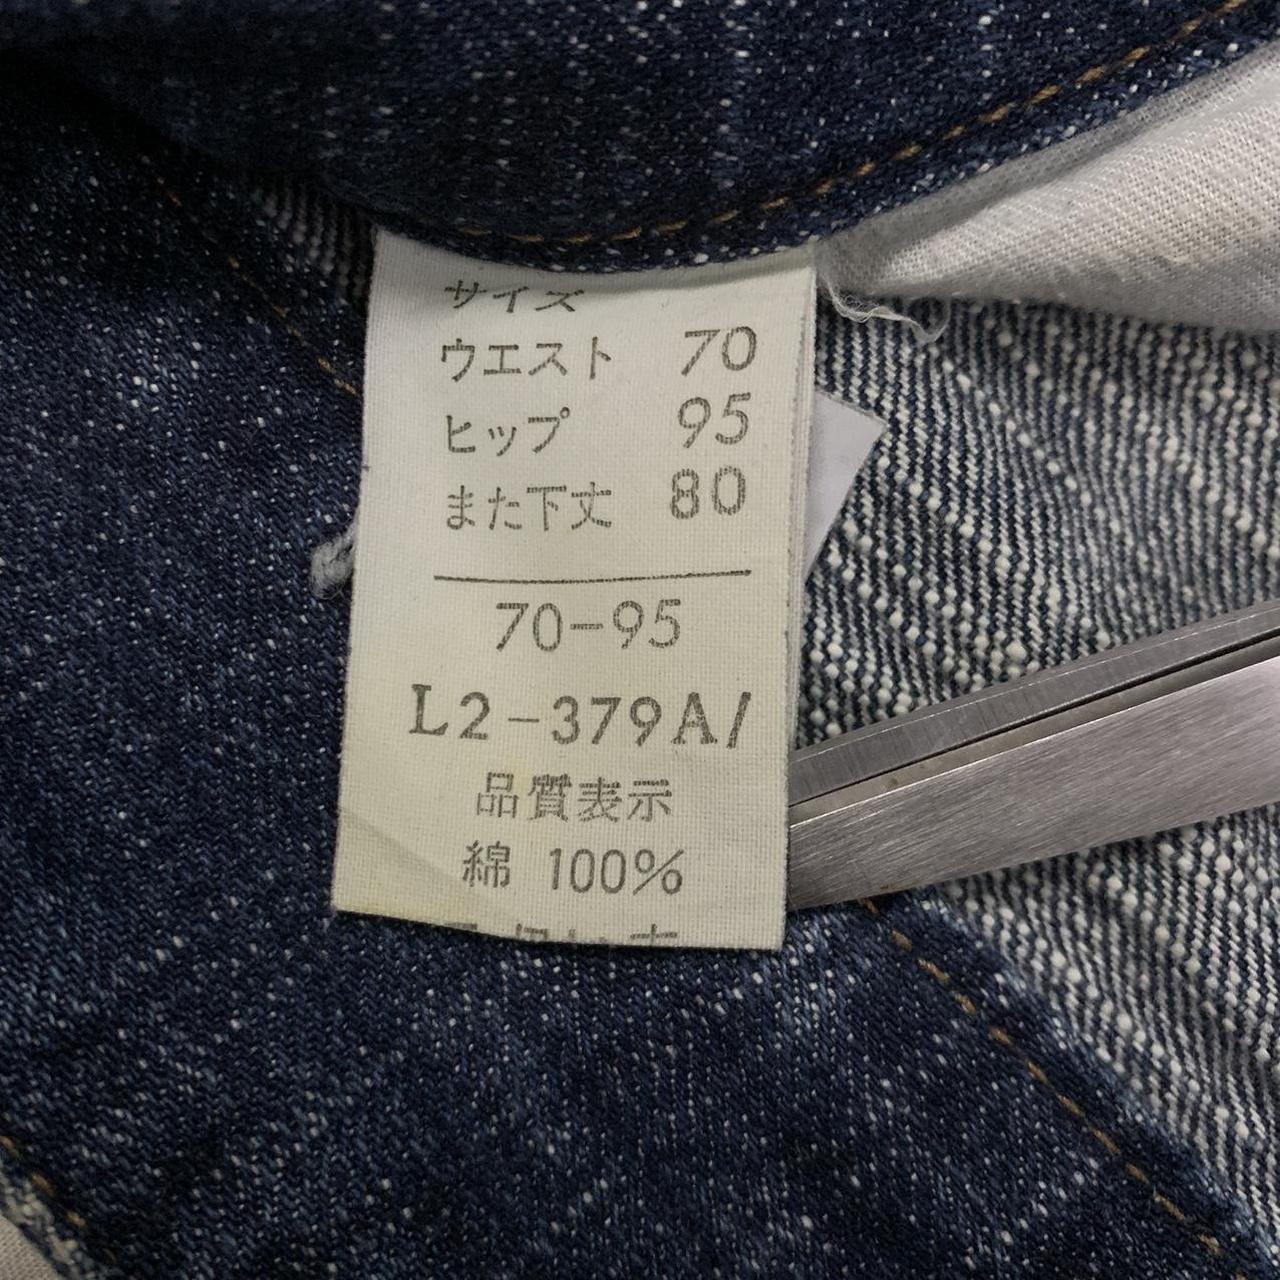 サイズ
ウエスト 70
ヒップ 95
また下丈 80
70-95
L2-379A/
品質表示
綿 100%